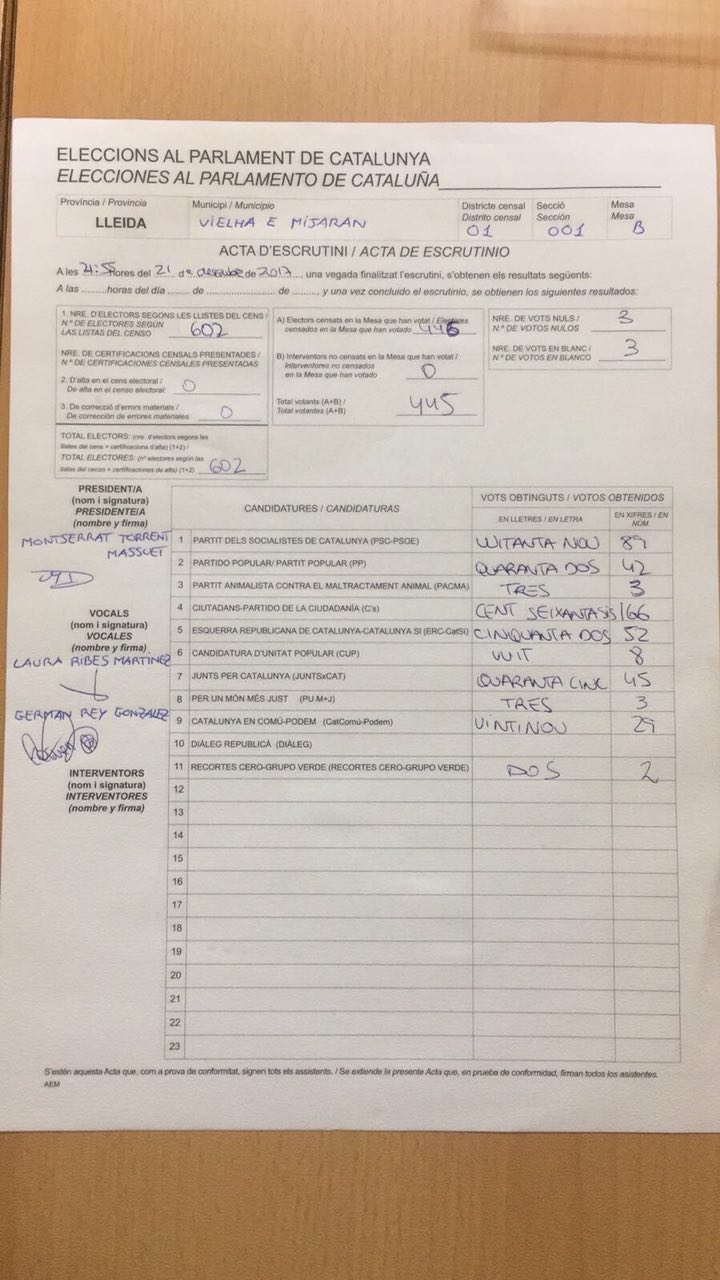 ELECCIONS AL PARLAMENT DE CATALUNYA
ELECCIONES AL PARLAMENTO DE CATALUÑA
Província / Provincia
LLEIDA
Municipi / Municipio
VIELHA E MIJARAN
Districte censal
Distrito censal
01
Secció
Sección
001
Mesa
Mesa
B
ACTA D'ESCRUTINI / ACTA DE ESCRUTINIO
A les 21:55 hores del 21 de desembre de 2017, una vegada finalitzat l'escrutini, s'obtenen els resultats següents:
A las .........horas del día ........ de .................................. de ........, y una vez concluido el escrutinio, se obtienen los siguientes resultados:
1. NRE. D'ELECTORS SEGONS LES LLISTES DEL CENS /
N.º DE ELECTORES SEGÚN
LAS LISTAS DEL CENSO 602
NRE. DE CERTIFICACIONS CENSALS PRESENTADES /
N.º DE CERTIFICACIONES CENSALES PRESENTADAS
2. D'alta en el cens electoral /
De alta en el censo electoral: 0
3. De correcció d'errors materials /
De corrección de errores materiales: 0
TOTAL ELECTORS: (nre. d'electors segons les
llistes del cens + certificacions d'alta) (1+2) /
TOTAL ELECTORES: (nº electores según las
listas del censo + certificaciones de alta) (1+2) 602
A) Electors censats en la Mesa que han votat / Electores
censados en la Mesa que han votado
B) Interventors no censats en la Mesa que han votat /
Interventores no censados
en la Mesa que han votado 0
Total votants (A+B) /
Total votantes (A+B) 445
NRE. DE VOTS NULS /
N.º DE VOTOS NULOS 3
NRE. DE VOTS EN BLANC /
N.º DE VOTOS EN BLANCO 3
PRESIDENT/A
(nom i signatura)
PRESIDENTE/A
(nombre y firma)
MONTSERRAT TORRENT
MASSUET
VOCALS
(nom i signatura)
VOCALES
(nombre y firma)
LAURA RIBES MARTINEZ
GERMAN REY GONZALEZ
INTERVENTORS
(nom i signatura)
INTERVENTORES
(nombre y firma)
CANDIDATURES / CANDIDATURAS
VOTS OBTINGUTS / VOTOS OBTENIDOS
EN LLETRES / EN LETRA
EN XIFRES / EN
NÚM.
1 PARTIT DELS SOCIALISTES DE CATALUNYA (PSC-PSOE) VUITANTA NOU 89
2 PARTIDO POPULAR/ PARTIT POPULAR (PP) QUARANTA DOS 42
3 PARTIT ANIMALISTA CONTRA EL MALTRACTAMENT ANIMAL (PACMA) TRES 3
4 CIUTADANS-PARTIDO DE LA CIUDADANÍA (C's) CENT SEIXANTASIS 166
5 ESQUERRA REPUBLICANA DE CATALUNYA-CATALUNYA SI (ERC-CatSí) CINQUANTA DOS 52
6 CANDIDATURA D'UNITAT POPULAR (CUP) VUIT 8
7 JUNTS PER CATALUNYA (JUNTSxCAT) QUARANTA CINC 45
8 PER UN MÓN MÉS JUST (PU M+J) TRES 3
9 CATALUNYA EN COMÚ-PODEM (CatComú-Podem) VINTINOU 29
10 DIÀLEG REPUBLICÀ (DIÀLEG)
11 RECORTES CERO-GRUPO VERDE (RECORTES CERO-GRUPO VERDE) DOS 2
12
13
14
15
16
17
18
19
20
21
22
23
S'estén aquesta Acta que, com a prova de conformitat, signen tots els assistents. / Se extiende la presente Acta que, en prueba de conformidad, firman todos los asistentes.
AEM